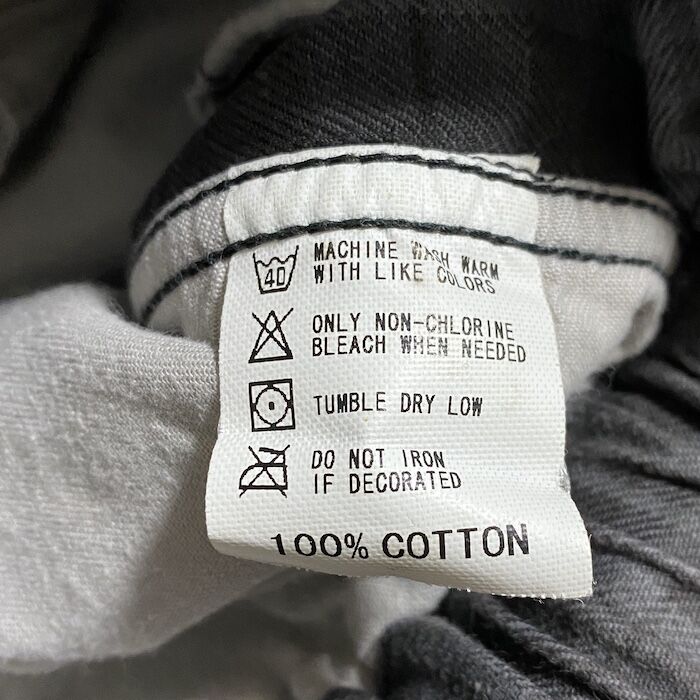 40 MACHINE WASH WARM
WITH LIKE COLORS
ONLY NON-CHLORINE
BLEACH WHEN NEEDED
TUMBLE DRY LOW
DO NOT IRON
IF DECORATED
100% COTTON